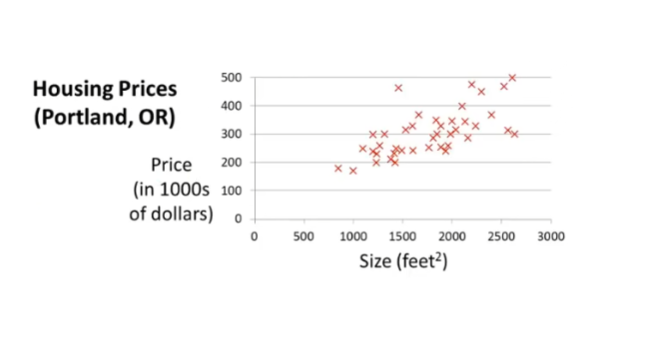 Housing Prices
(Portland, OR)
Price
(in 1000s
of dollars)
500
400
300
200
100
0
0 500 1000 1500 2000 2500 3000
Size (feet²)